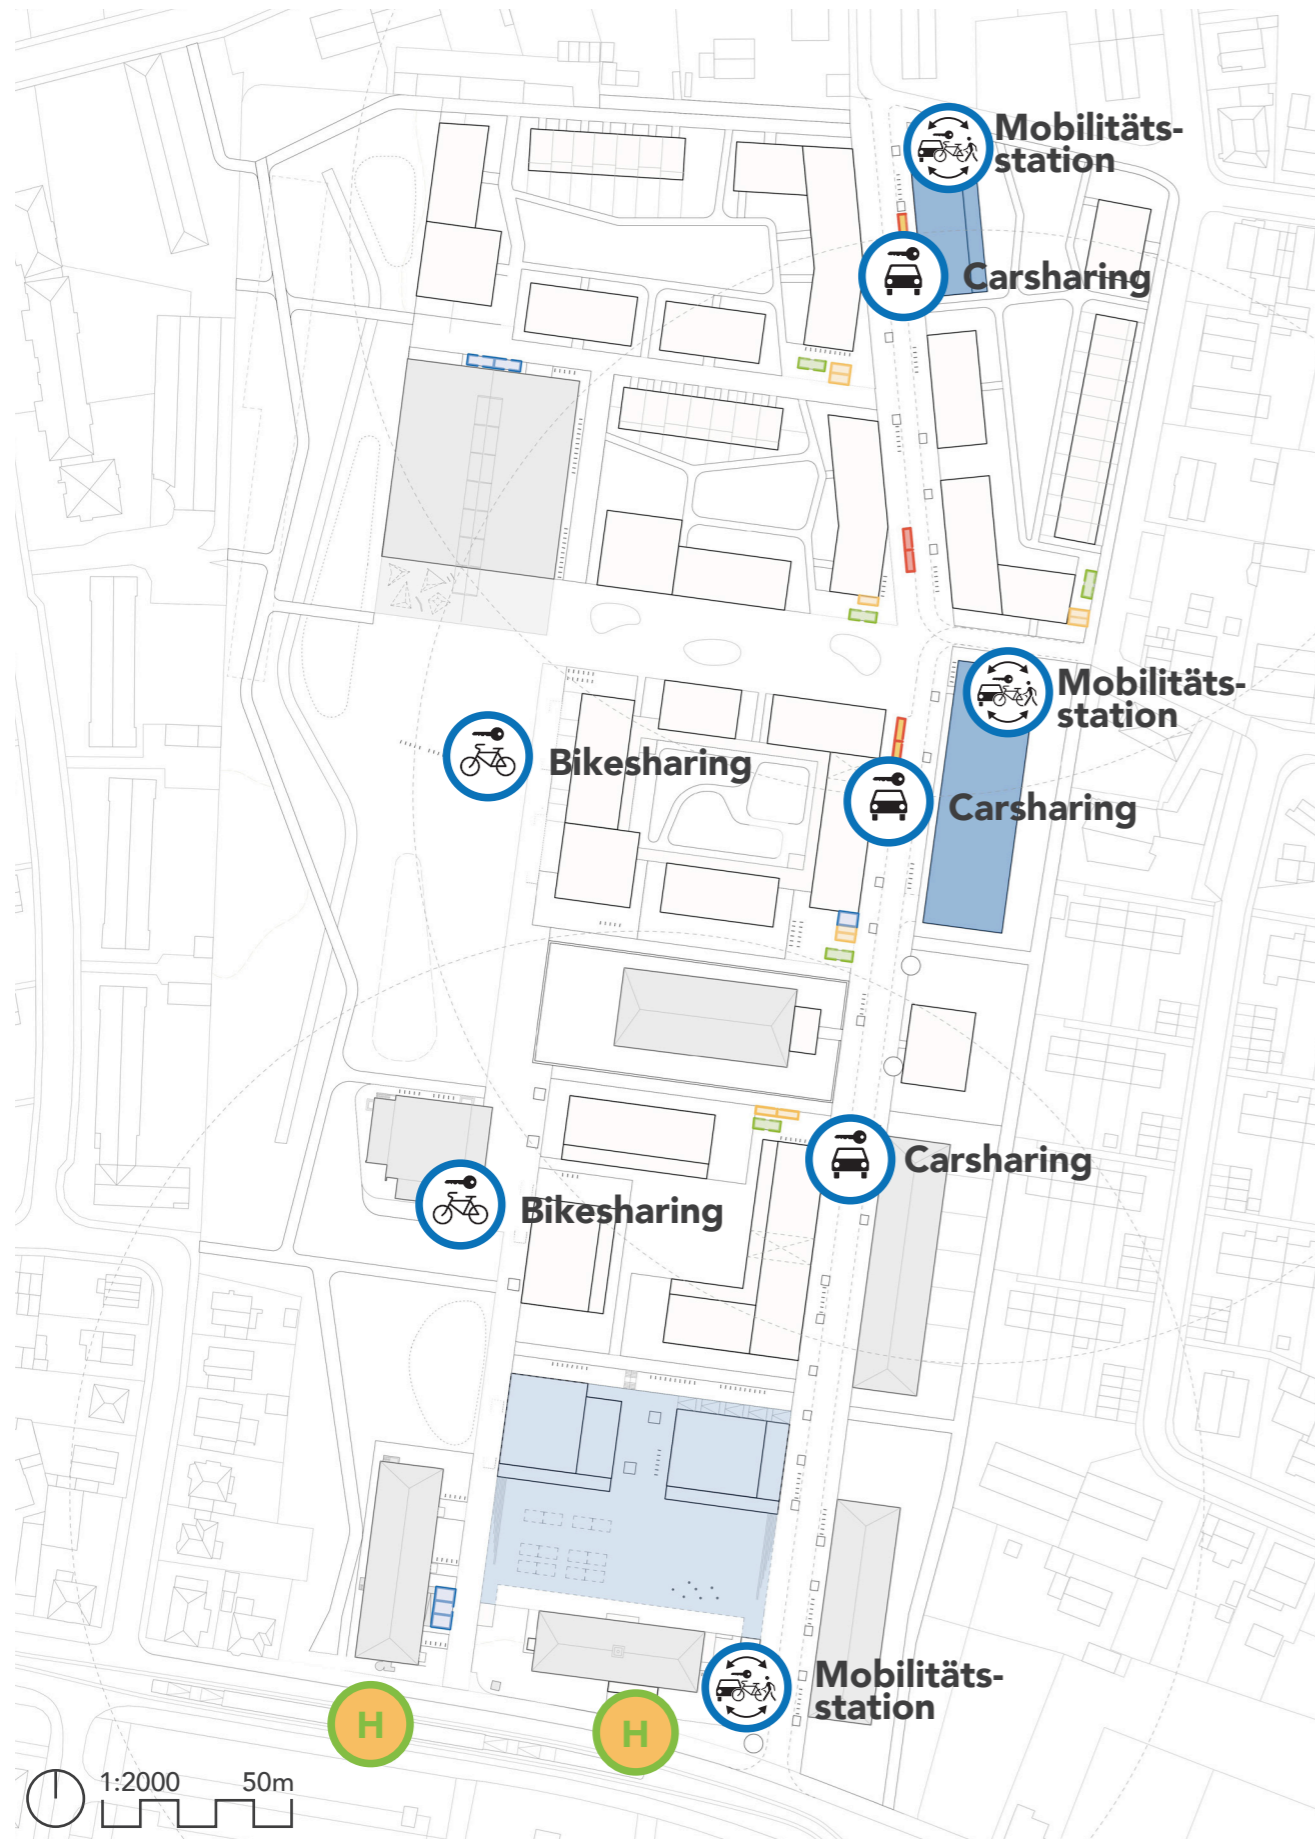 Mobilitäts-
station
Carsharing
Mobilitäts-
station
Bikesharing
Carsharing
Carsharing
Bikesharing
Mobilitäts-
station
H
H
1:2000 50m